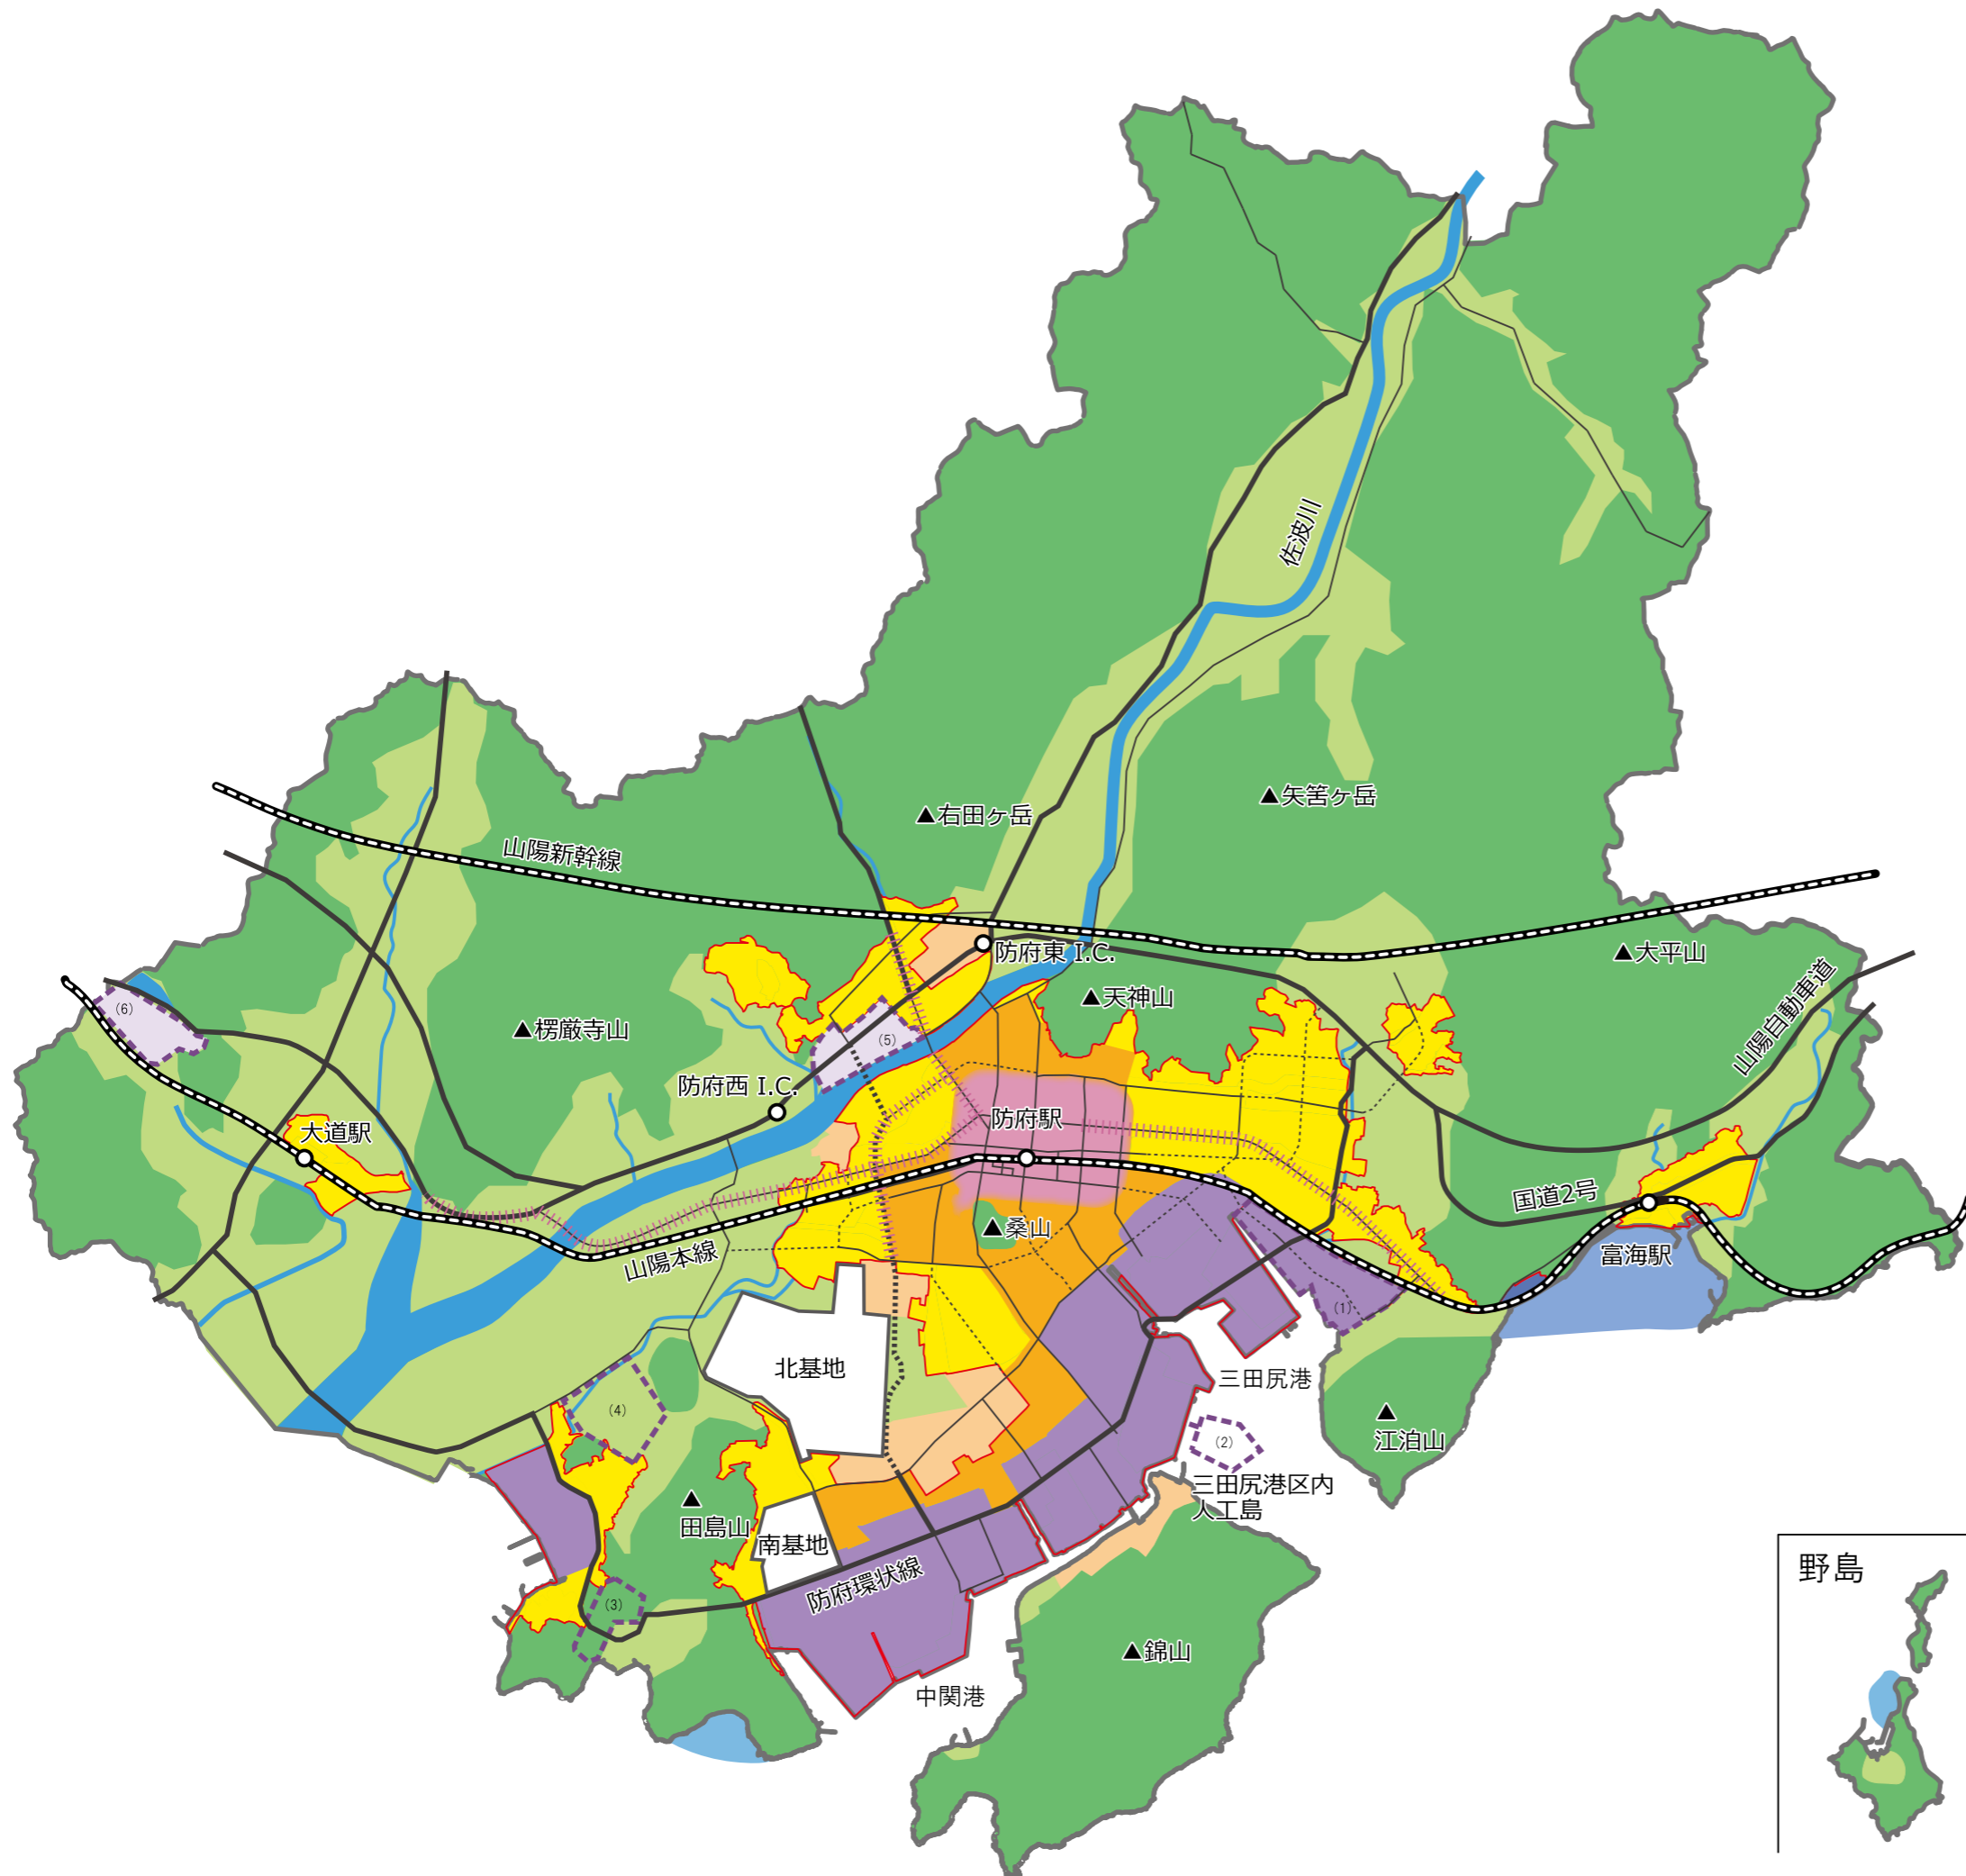 佐波川
▲矢筈ヶ岳
▲右田ヶ岳
山陽新幹線
防府東 I.C.
▲大平山
山陽自動車道
▲天神山
(6)
▲楞厳寺山
(5)
防府西 I.C.
大道駅
防府駅
国道2号
▲桑山
富海駅
山陽本線
(1)
北基地
三田尻港
(4)
▲
江泊山
(2)
三田尻港区内
人工島
▲
田島山
南基地
防府環状線
野島
(3)
▲錦山
中関港